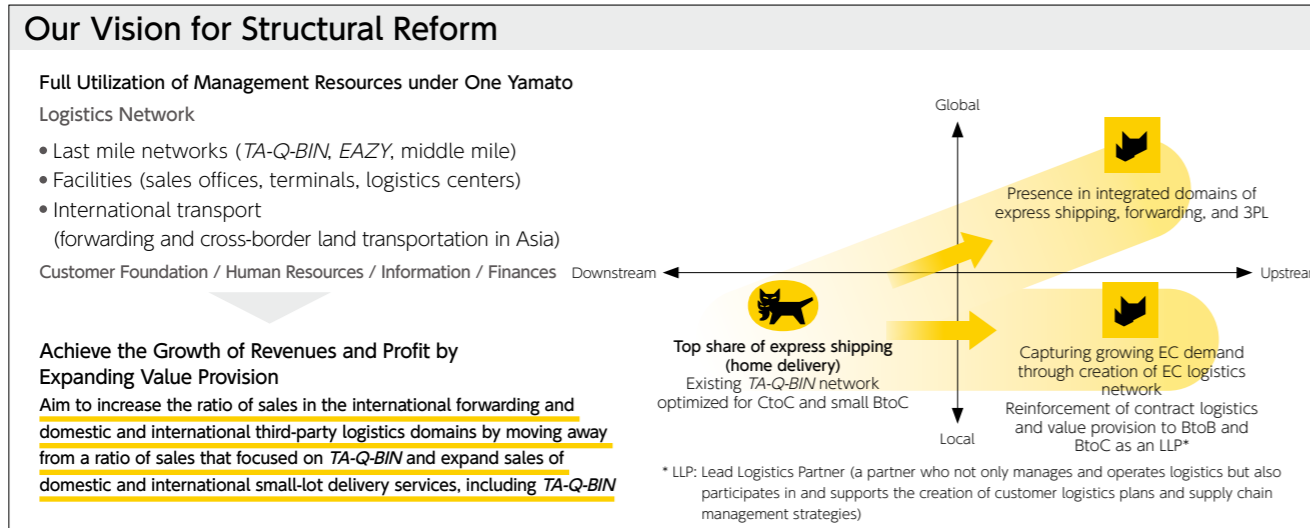 Our Vision for Structural Reform
Full Utilization of Management Resources under One Yamato
Logistics Network
• Last mile networks (TA-Q-BIN, EAZY, middle mile)
• Facilities (sales offices, terminals, logistics centers)
• International transport
(forwarding and cross-border land transportation in Asia)
Customer Foundation / Human Resources / Information / Finances
Achieve the Growth of Revenues and Profit by
Expanding Value Provision
Aim to increase the ratio of sales in the international forwarding and
domestic and international third-party logistics domains by moving away
from a ratio of sales that focused on TA-Q-BIN and expand sales of
domestic and international small-lot delivery services, including TA-Q-BIN
Global
Presence in integrated domains of
express shipping, forwarding, and 3PL
Downstream
Upstream
Top share of express shipping
(home delivery)
Existing TA-Q-BIN network
optimized for CtoC and small BtoC
Capturing growing EC demand
through creation of EC logistics
network
Reinforcement of contract logistics
and value provision to BtoB and
BtoC as an LLP*
Local
* LLP: Lead Logistics Partner (a partner who not only manages and operates logistics but also
participates in and supports the creation of customer logistics plans and supply chain
management strategies)